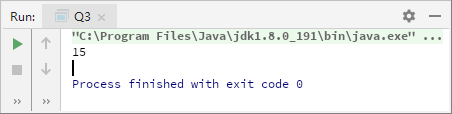 Run: Q3
"C:\Program Files\Java\jdk1.8.0_191\bin\java.exe" ...
15
Process finished with exit code 0